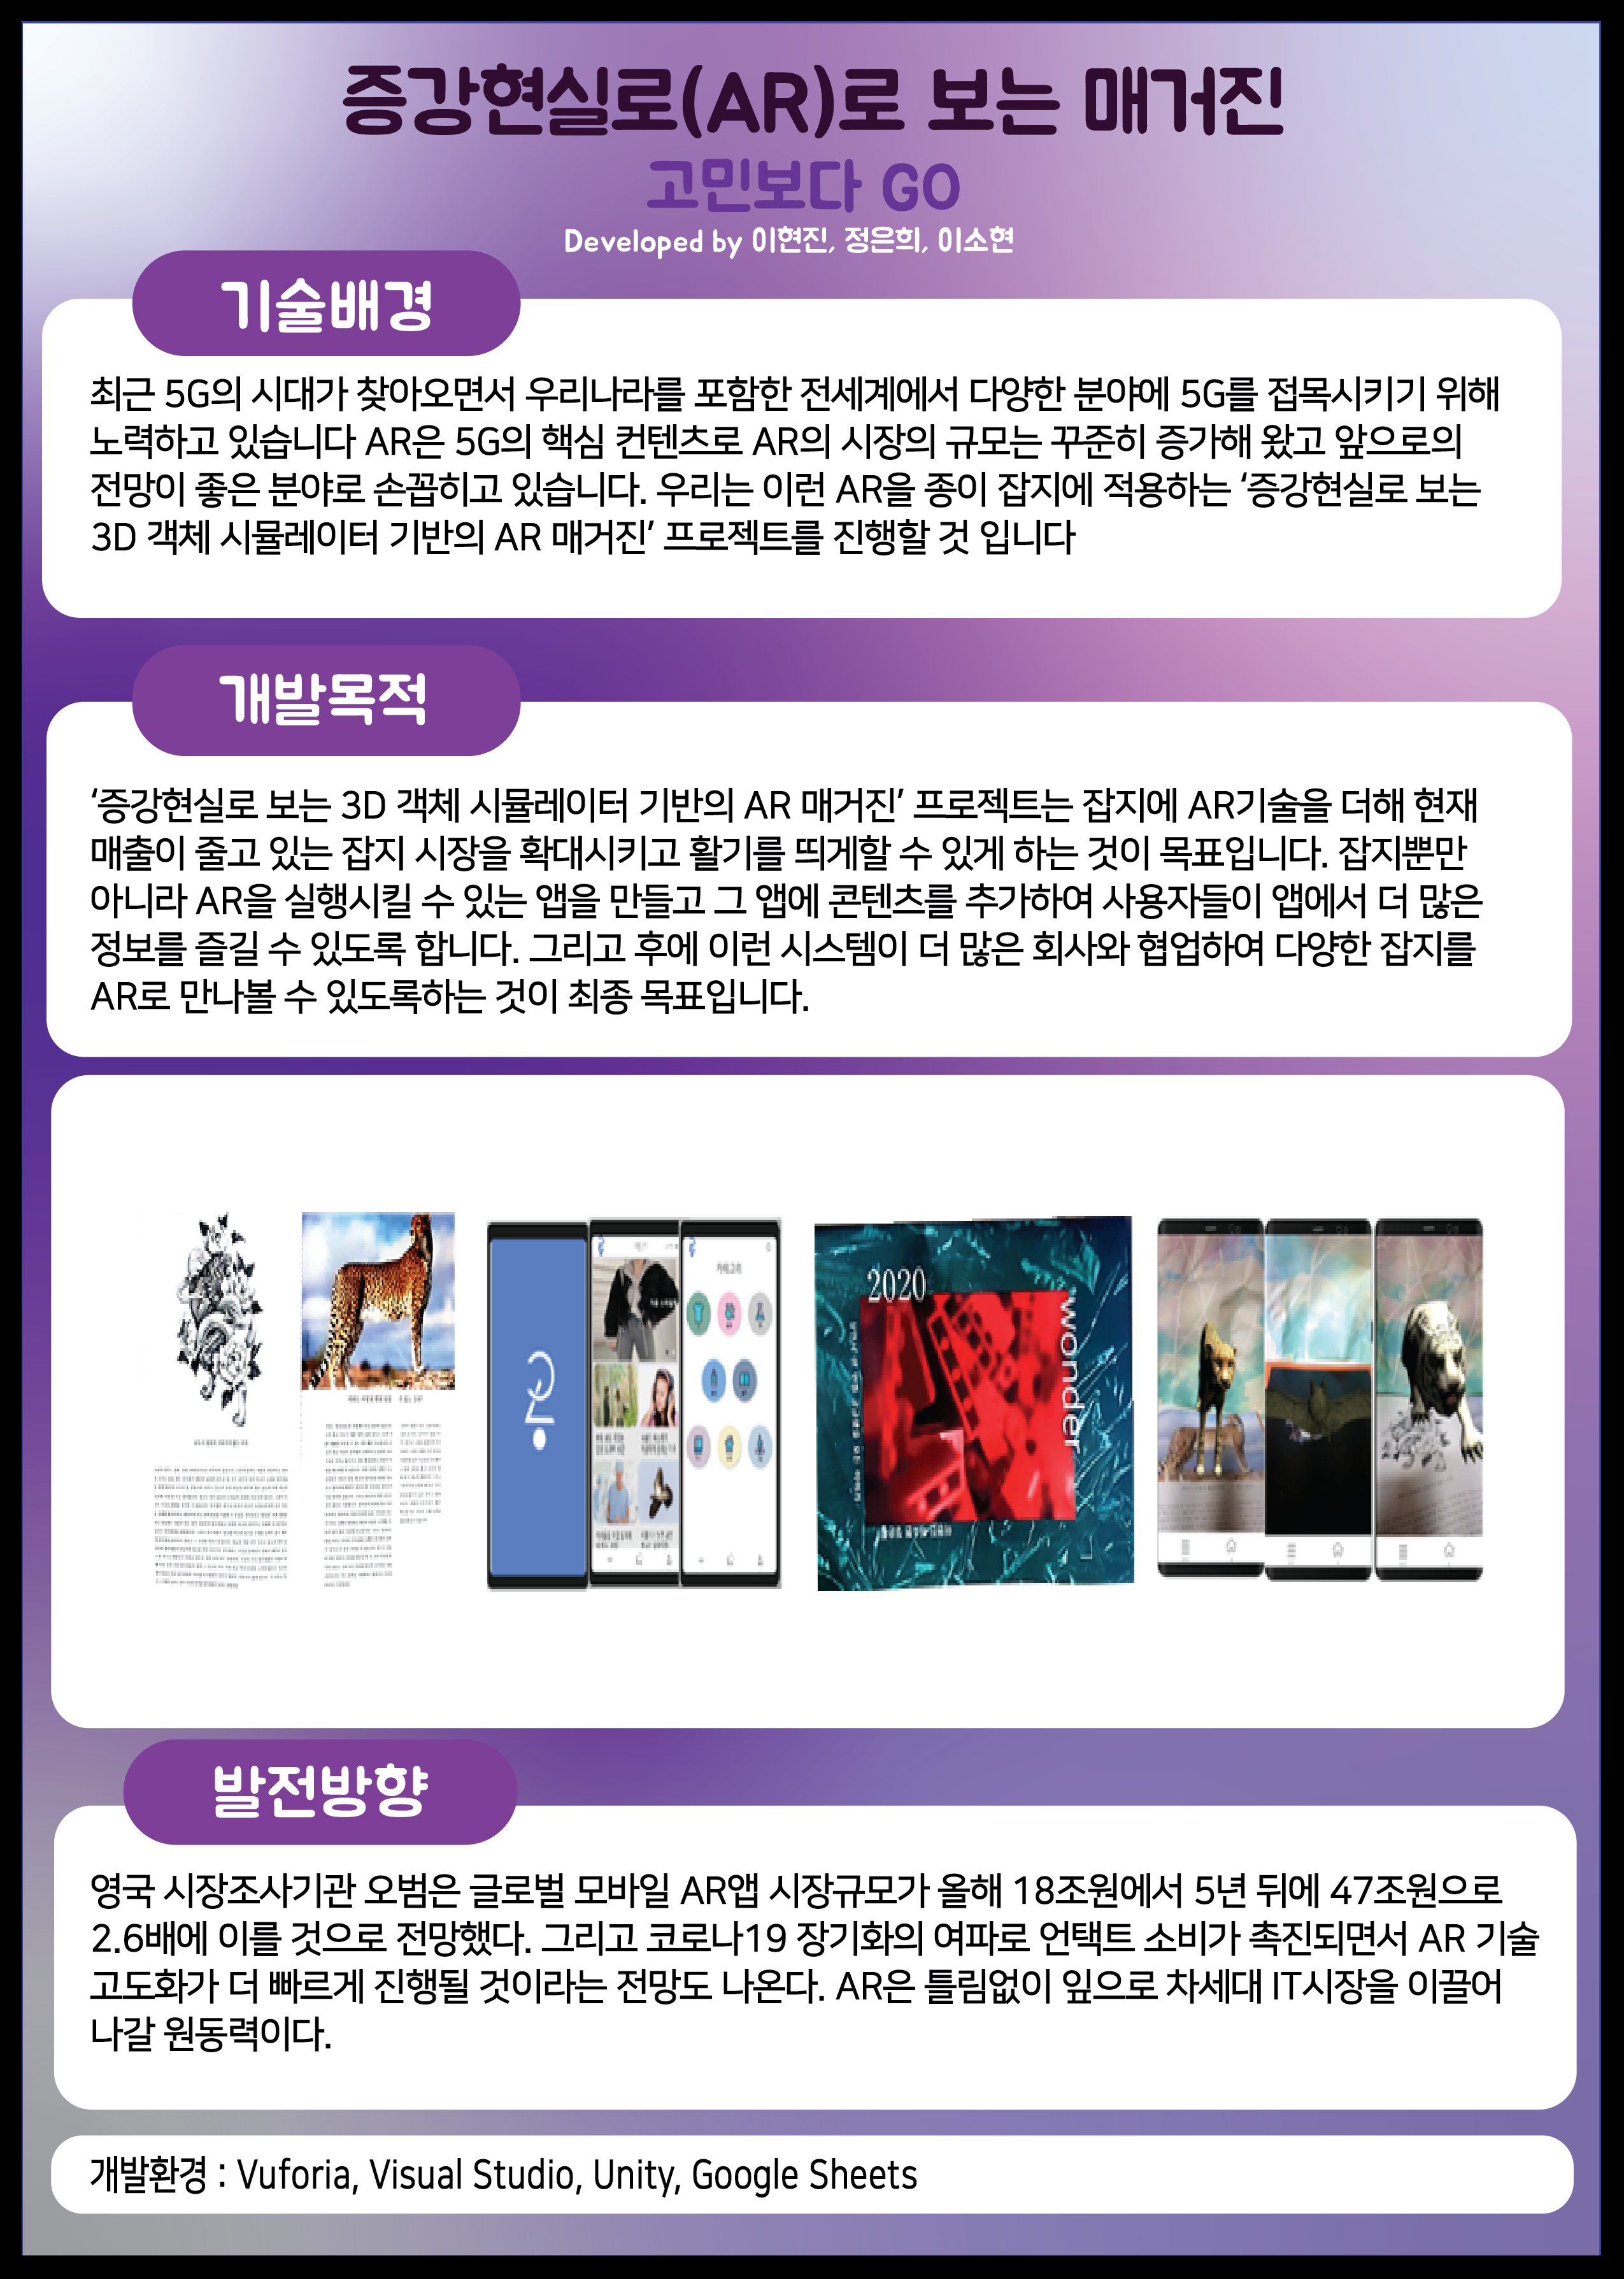 증강현실로(AR)로 보는 매거진
고민보다 GO
Developed by 이현진, 정은희, 이소현
기술배경
최근 5G의 시대가 찾아오면서 우리나라를 포함한 전세계에서 다양한 분야에 5G를 접목시키기 위해
노력하고 있습니다 AR은 5G의 핵심 컨텐츠로 AR의 시장의 규모는 꾸준히 증가해 왔고 앞으로의
전망이 좋은 분야로 손꼽히고 있습니다. 우리는 이런 AR을 종이 잡지에 적용하는 ‘증강현실로 보는
3D 객체 시뮬레이터 기반의 AR 매거진’ 프로젝트를 진행할 것 입니다
개발목적
‘증강현실로 보는 3D 객체 시뮬레이터 기반의 AR 매거진’ 프로젝트는 잡지에 AR기술을 더해 현재
매출이 줄고 있는 잡지 시장을 확대시키고 활기를 띄게할 수 있게 하는 것이 목표입니다. 잡지뿐만
아니라 AR을 실행시킬 수 있는 앱을 만들고 그 앱에 콘텐츠를 추가하여 사용자들이 앱에서 더 많은
정보를 즐길 수 있도록 합니다. 그리고 후에 이런 시스템이 더 많은 회사와 협업하여 다양한 잡지를
AR로 만나볼 수 있도록하는 것이 최종 목표입니다.
카테고리
2020
wonder
발전방향
영국 시장조사기관 오범은 글로벌 모바일 AR앱 시장규모가 올해 18조원에서 5년 뒤에 47조원으로
2.6배에 이를 것으로 전망했다. 그리고 코로나19 장기화의 여파로 언택트 소비가 촉진되면서 AR 기술
고도화가 더 빠르게 진행될 것이라는 전망도 나온다. AR은 틀림없이 잎으로 차세대 IT시장을 이끌어
나갈 원동력이다.
개발환경 : Vuforia, Visual Studio, Unity, Google Sheets